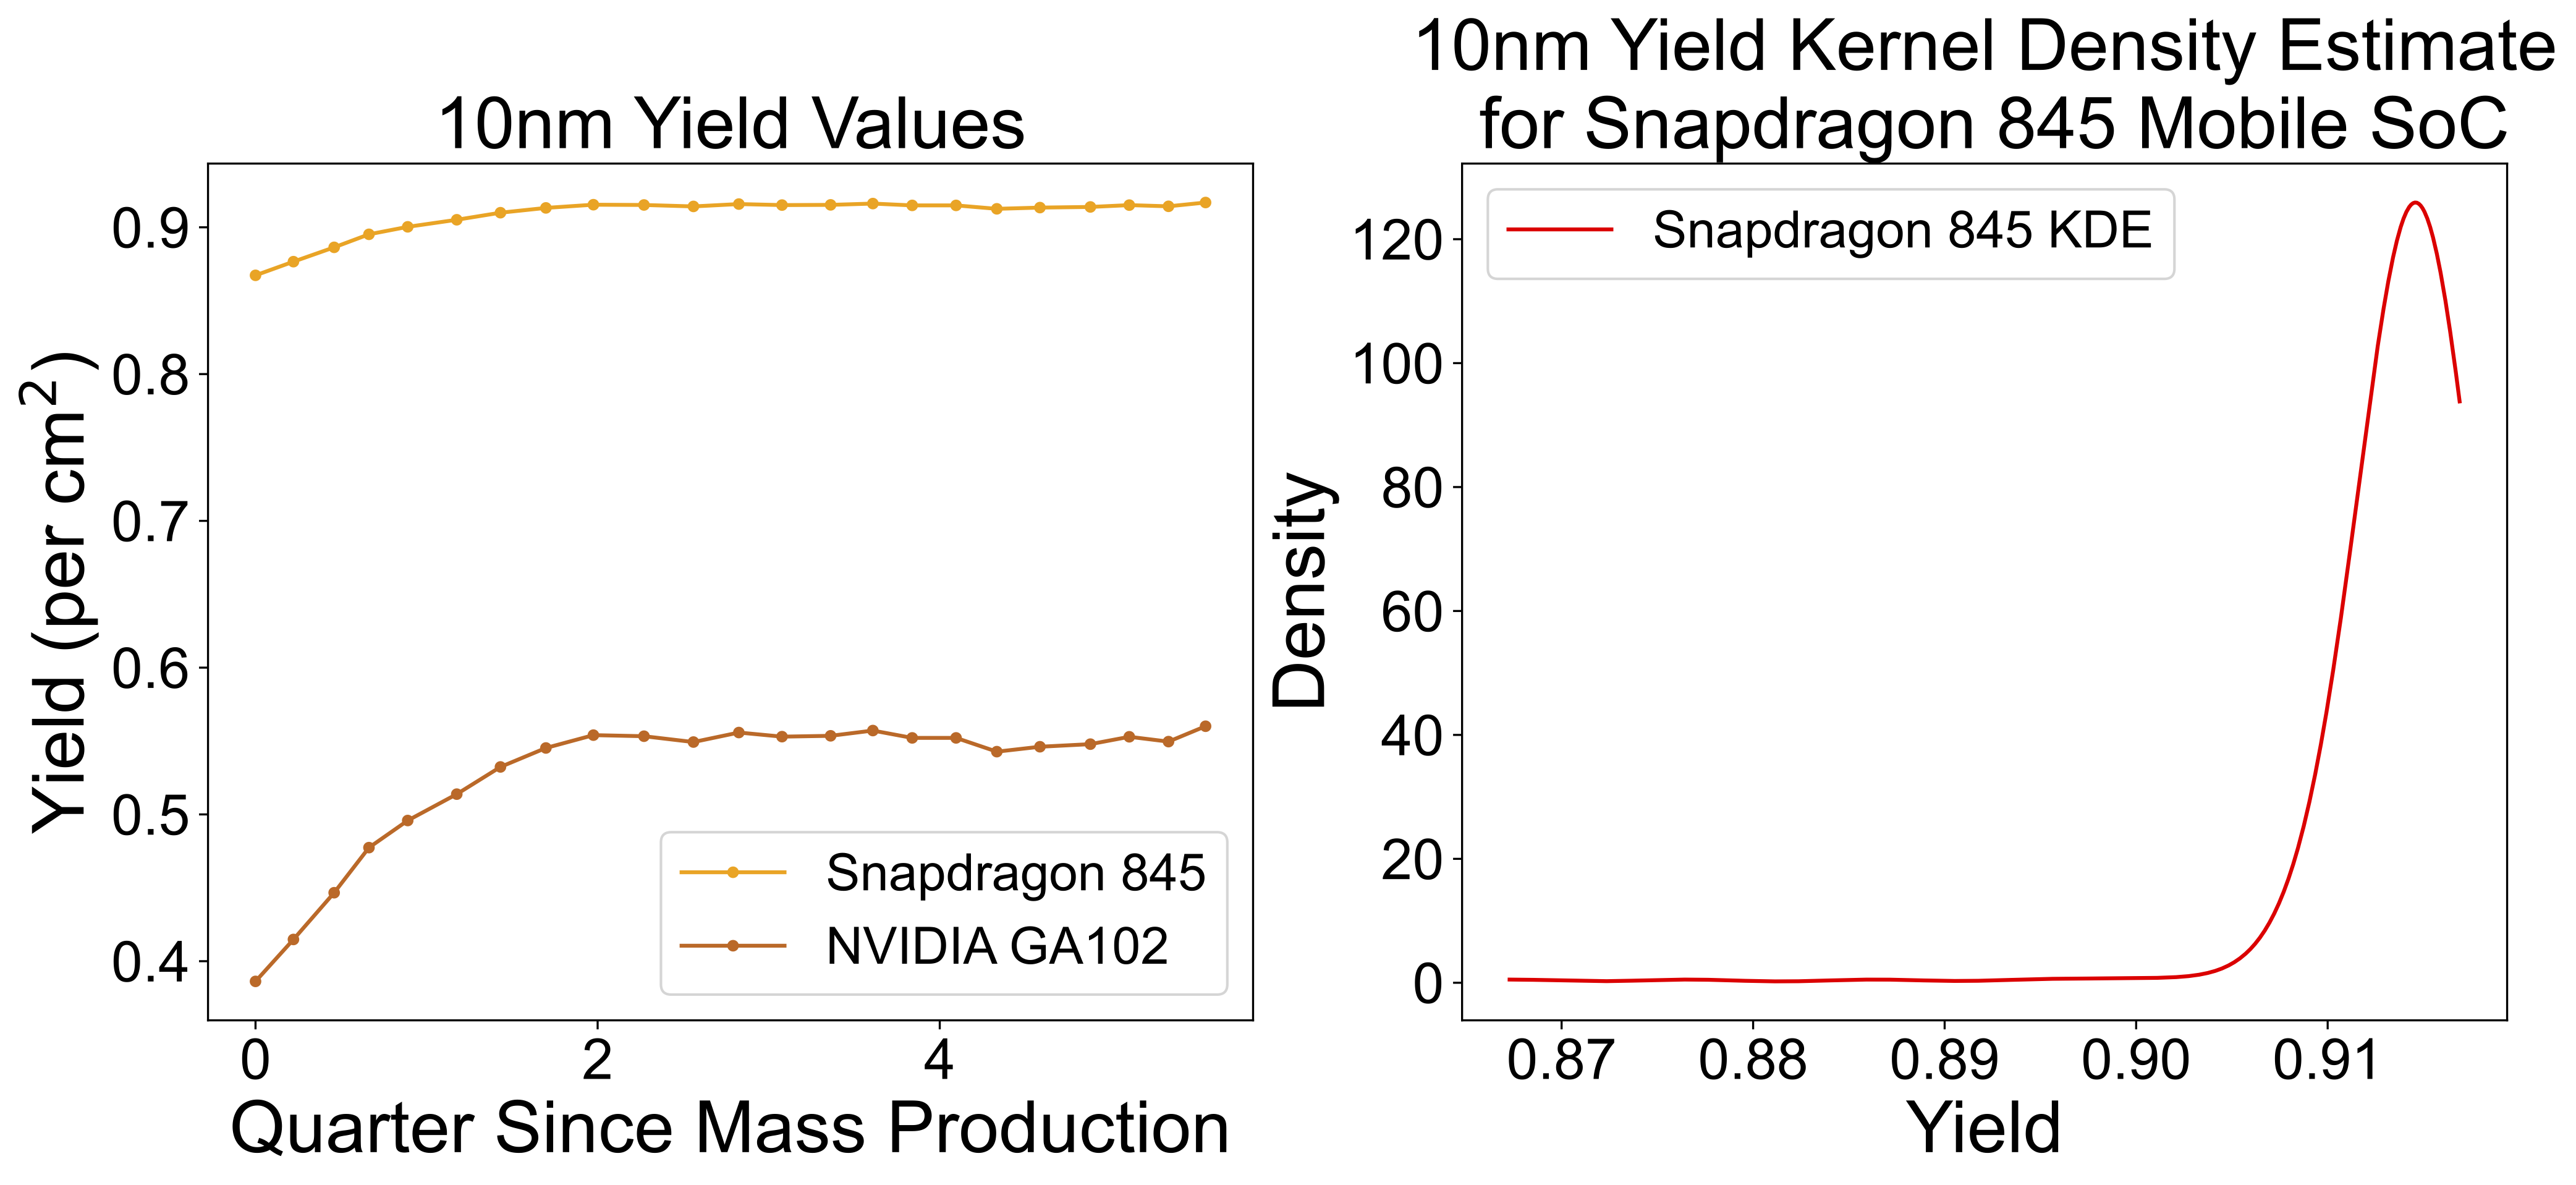 10nm Yield Values
Yield (per cm²)
0.9
0.8
0.7
0.6
0.5
0.4
0
2
4
Quarter Since Mass Production
Snapdragon 845
NVIDIA GA102
10nm Yield Kernel Density Estimate
for Snapdragon 845 Mobile SoC
Density
120
100
80
60
40
20
0
0.87
0.88
0.89
0.90
0.91
Yield
Snapdragon 845 KDE